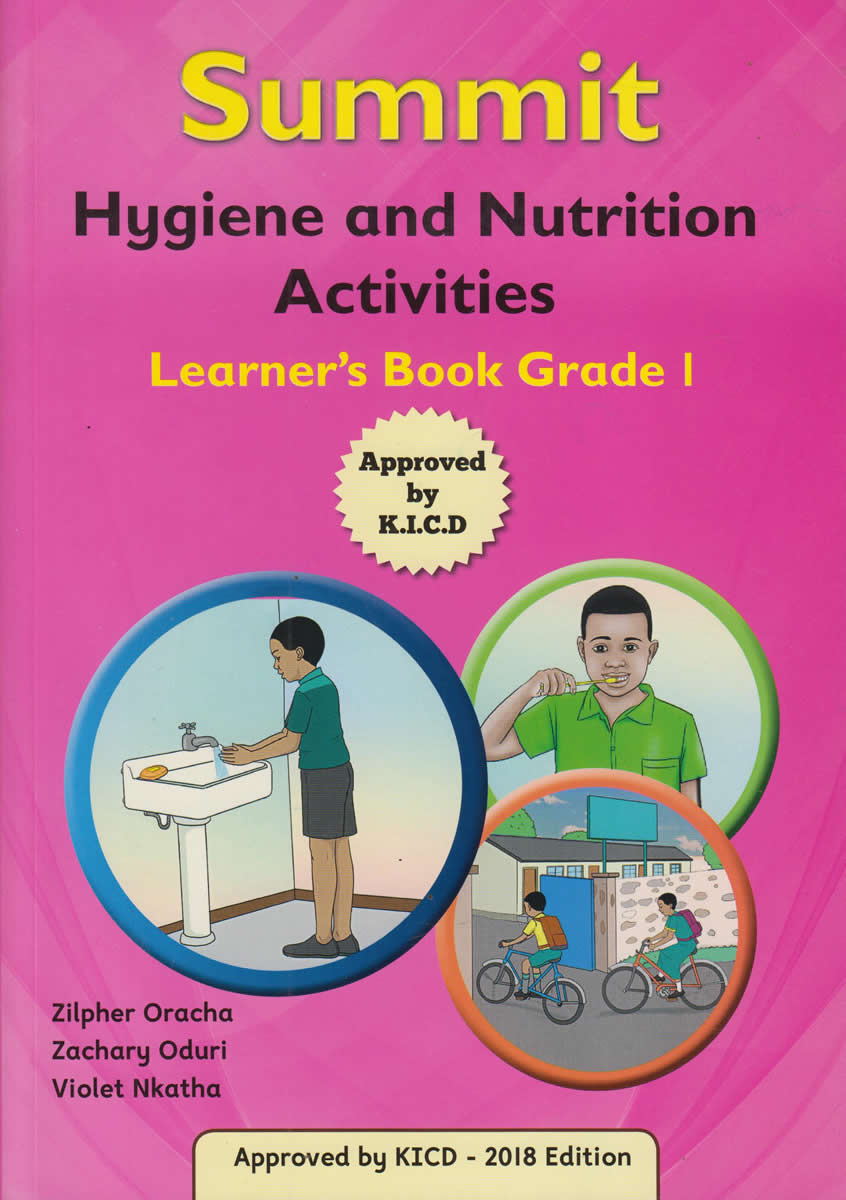 Summit
Hygiene and Nutrition
Activities
Learner's Book Grade 1
Approved
by
K.I.C.D
Zilpher Oracha
Zachary Oduri
Violet Nkatha
Approved by KICD - 2018 Edition